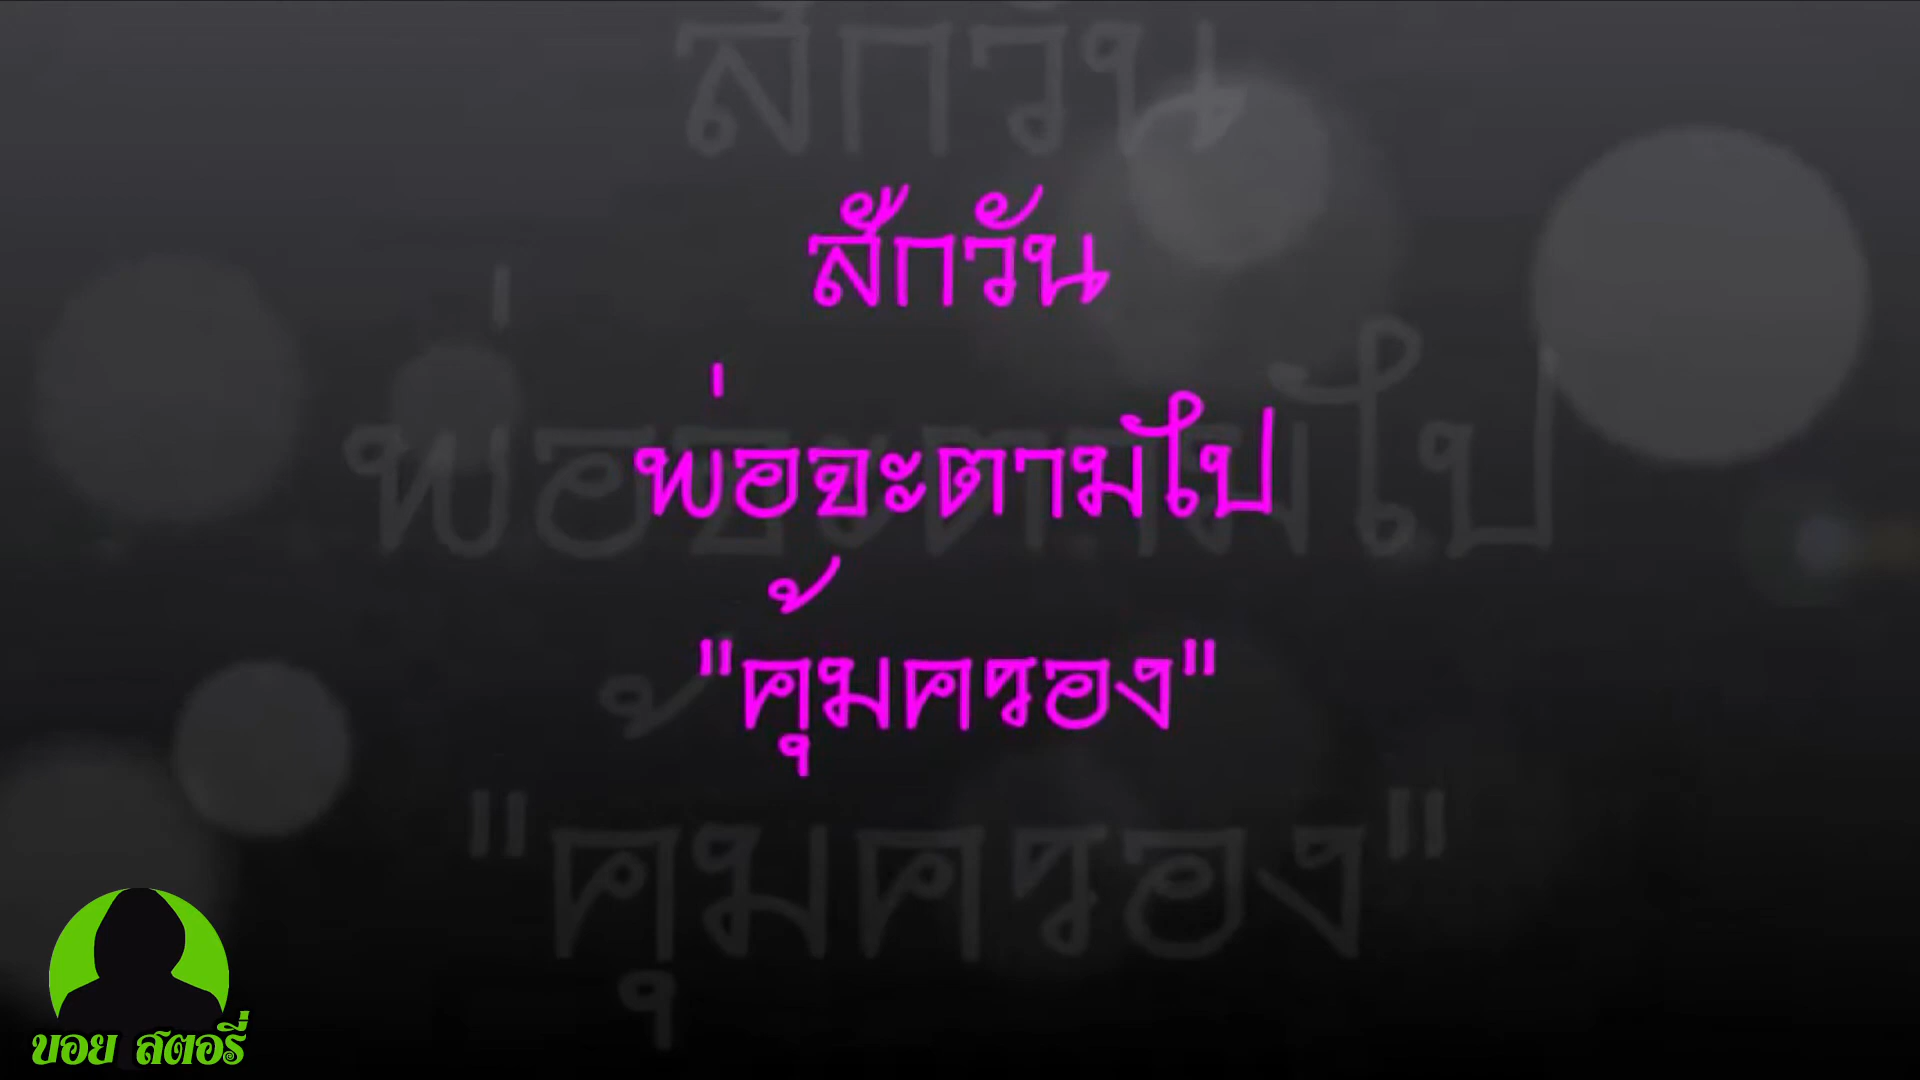 สักวัน
พ่อจะตามไป
"คุ้มครอง"
บอย สตอรี่